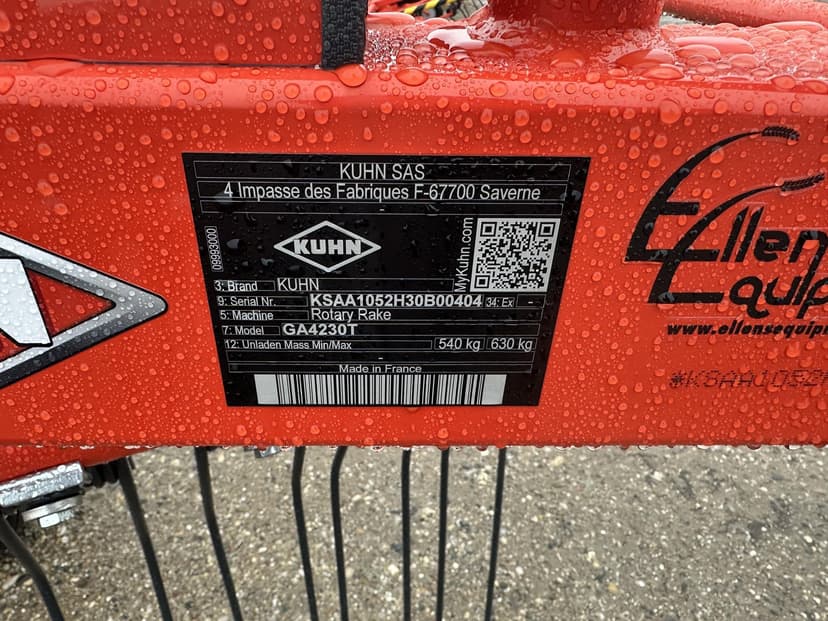 KUHN SAS
4 Impasse des Fabriques F-67700 Saverne
-
09993000
KUHN
MyKuhn.com
3: Brand KUHN
9: Serial Nr. KSAA1052H30B00404 34: Ex -
5: Machine Rotary Rake
7: Model GA4230T
12: Unladen Mass Min/Max 540 kg 630 kg
Made in France
Ellens
Equip
www.ellensequip
*KSAA1052